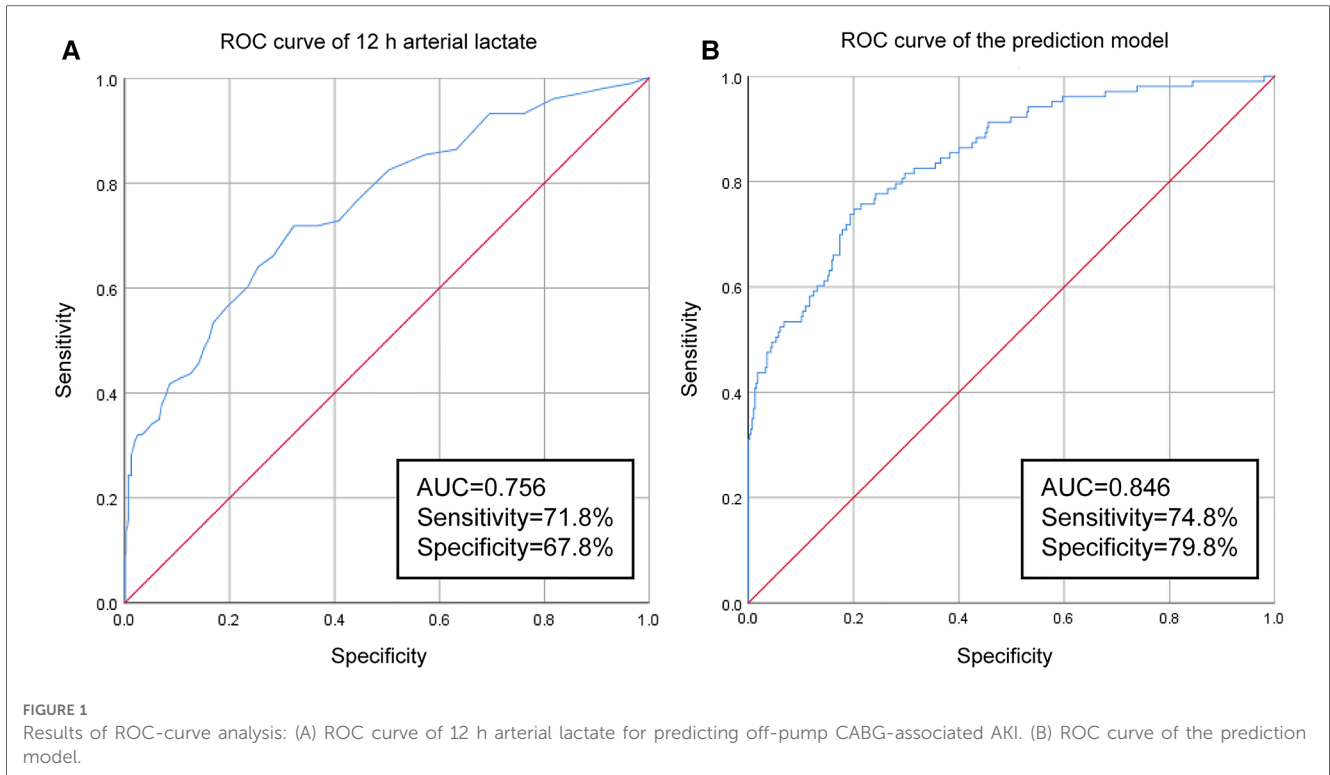 A
ROC curve of 12 h arterial lactate
1.0
0.8
0.6
0.4
0.2
0.0
Sensitivity
AUC=0.756
Sensitivity=71.8%
Specificity=67.8%
0.0 0.2 0.4 0.6 0.8 1.0
Specificity
B
ROC curve of the prediction model
1.0
0.8
0.6
0.4
0.2
0.0
Sensitivity
AUC=0.846
Sensitivity=74.8%
Specificity=79.8%
0.0 0.2 0.4 0.6 0.8 1.0
Specificity
FIGURE 1
Results of ROC-curve analysis: (A) ROC curve of 12 h arterial lactate for predicting off-pump CABG-associated AKI. (B) ROC curve of the prediction
model.